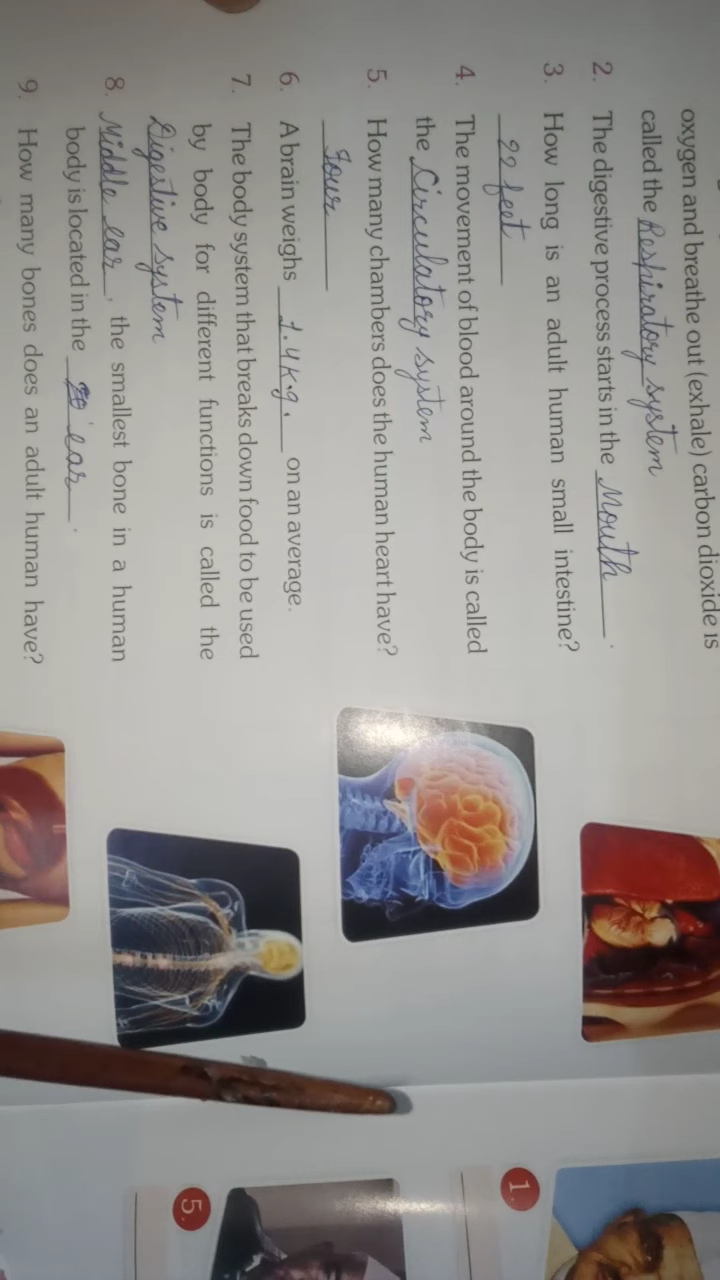 oxygen and breathe out (exhale) carbon dioxide is
called the Respiratory system
2. The digestive process starts in the Mouth.
3. How long is an adult human small intestine?
22 feet
4. The movement of blood around the body is called
the Circulatory system
5. How many chambers does the human heart have?
Four
6. A brain weighs 1.4 kg. on an average.
7. The body system that breaks down food to be used
by body for different functions is called the
Digestive system
8. Middle ear, the smallest bone in a human
body is located in the ear.
9. How many bones does an adult human have?
1.
5.